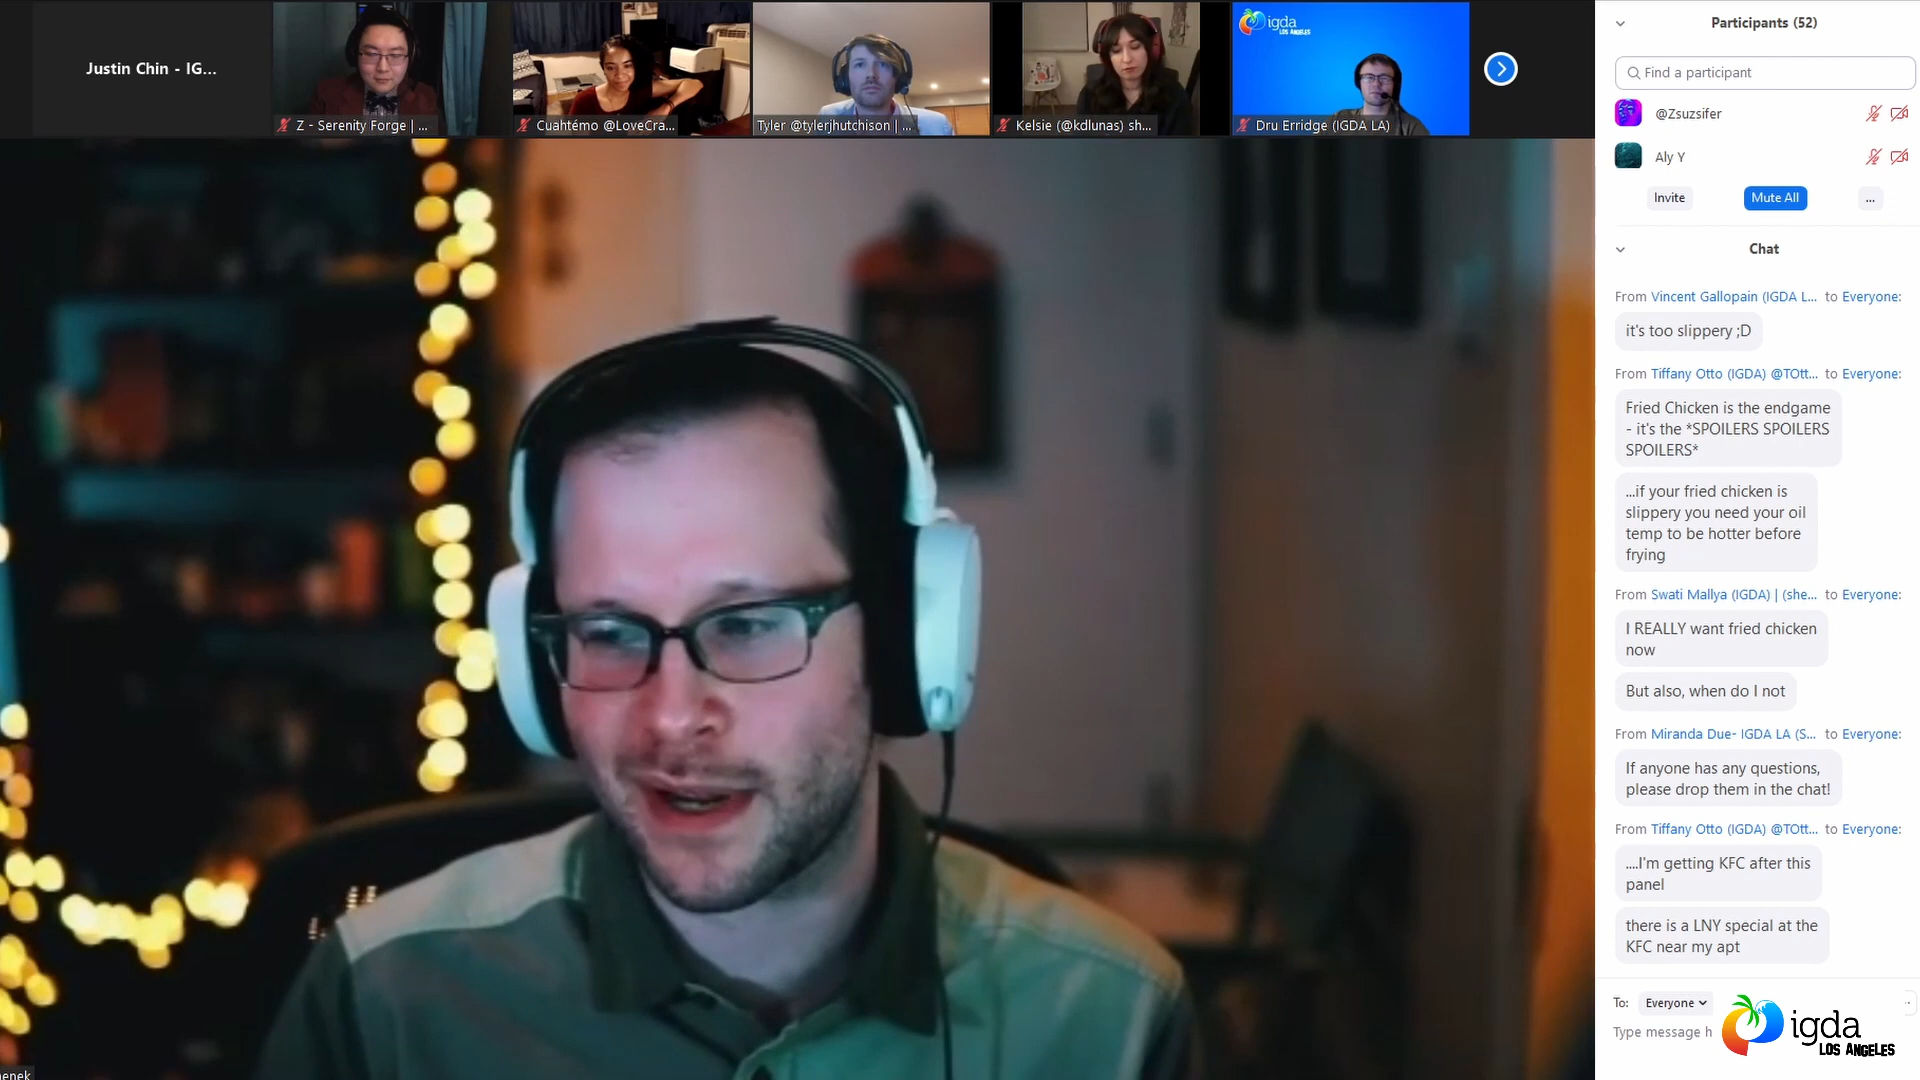 Justin Chin - IG...
Z - Serenity Forge | ...
Cuahtémo @LoveCra...
Tyler @tylerjhutchison | ...
Kelsie (@kdlunas) sh...
igda
LOS ANGELES
Dru Erridge (IGDA LA)
enek
Participants (52)
Find a participant
@Zsuzsifer
Aly Y
Invite
Mute All
...
Chat
From Vincent Gallopain (IGDA L... to Everyone:
it's too slippery ;D
From Tiffany Otto (IGDA) @TOtt... to Everyone:
Fried Chicken is the endgame
- it's the *SPOILERS SPOILERS
SPOILERS*
...if your fried chicken is
slippery you need your oil
temp to be hotter before
frying
From Swati Mallya (IGDA) | (she... to Everyone:
I REALLY want fried chicken
now
But also, when do I not
From Miranda Due- IGDA LA (S... to Everyone:
If anyone has any questions,
please drop them in the chat!
From Tiffany Otto (IGDA) @TOtt... to Everyone:
....I'm getting KFC after this
panel
there is a LNY special at the
KFC near my apt
To: Everyone
Type message h
igda
LOS ANGELES